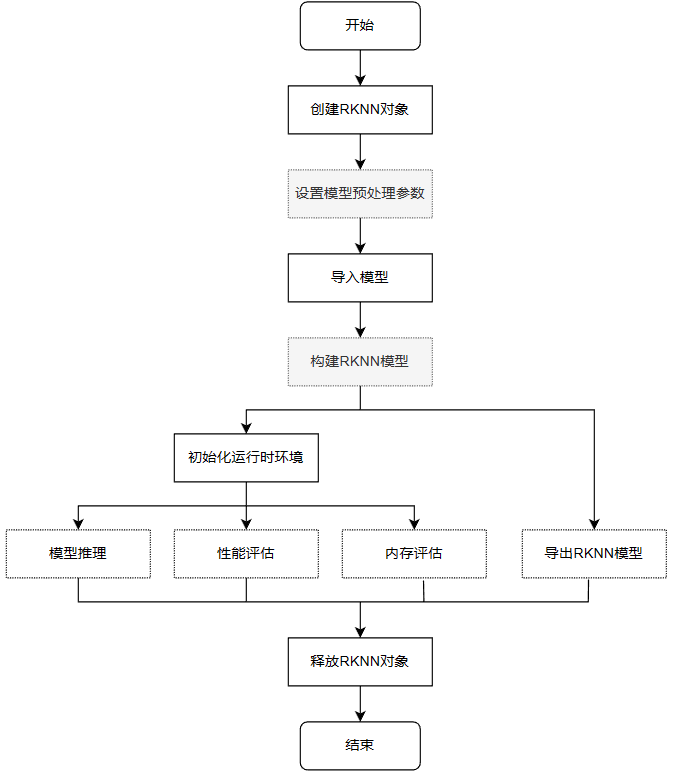 开始
创建RKNN对象
设置模型预处理参数
导入模型
构建RKNN模型
初始化运行时环境
模型推理
性能评估
内存评估
导出RKNN模型
释放RKNN对象
结束